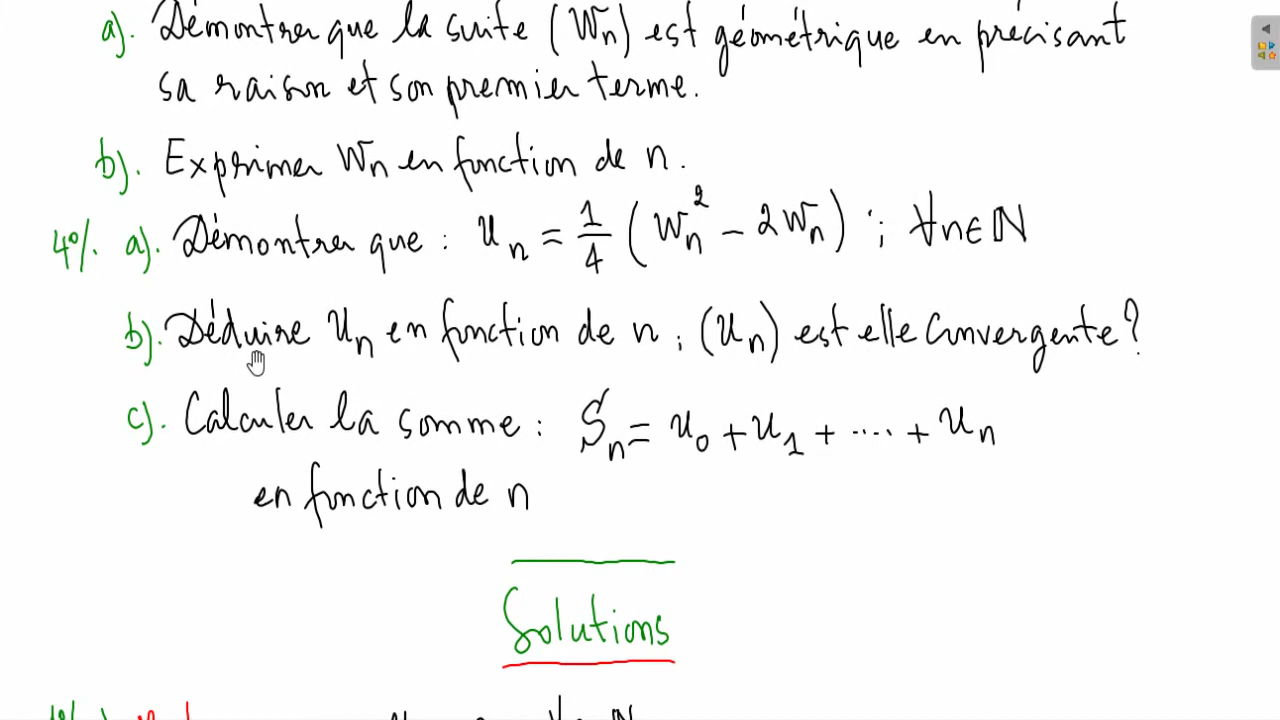 a). Démontrer que la suite (Wn) est géométrique en précisant
sa raison et son premier terme.
b). Exprimer Wn en fonction de n.
4°/. a). Démontrer que : un = 1/4 (Wn² - 2Wn) ; ∀n∈ℕ
b). Déduire un en fonction de n ; (un) est elle convergente ?
c). Calculer la somme : Sn = u0 + u1 + .... + un
en fonction de n
Solutions